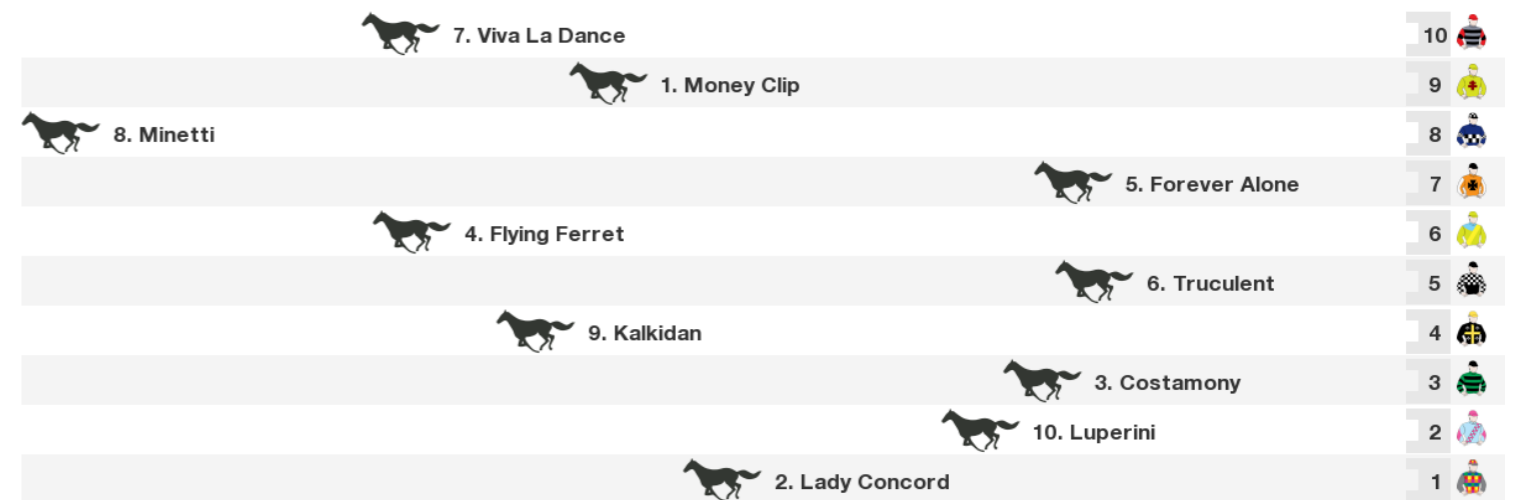 7. Viva La Dance 10
1. Money Clip 9
8. Minetti 8
5. Forever Alone 7
4. Flying Ferret 6
6. Truculent 5
9. Kalkidan 4
3. Costamony 3
10. Luperini 2
2. Lady Concord 1